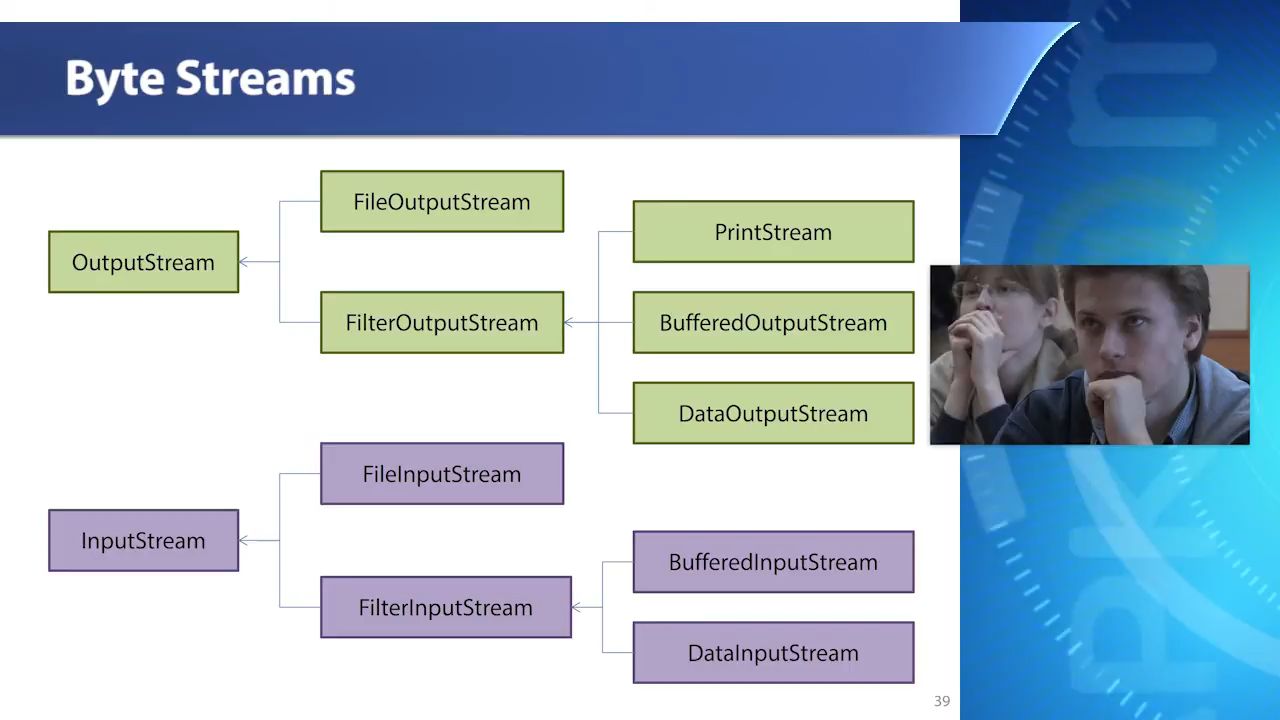 Byte Streams
FileOutputStream
PrintStream
OutputStream
FilterOutputStream
BufferedOutputStream
DataOutputStream
FileInputStream
InputStream
BufferedInputStream
FilterInputStream
DataInputStream
39